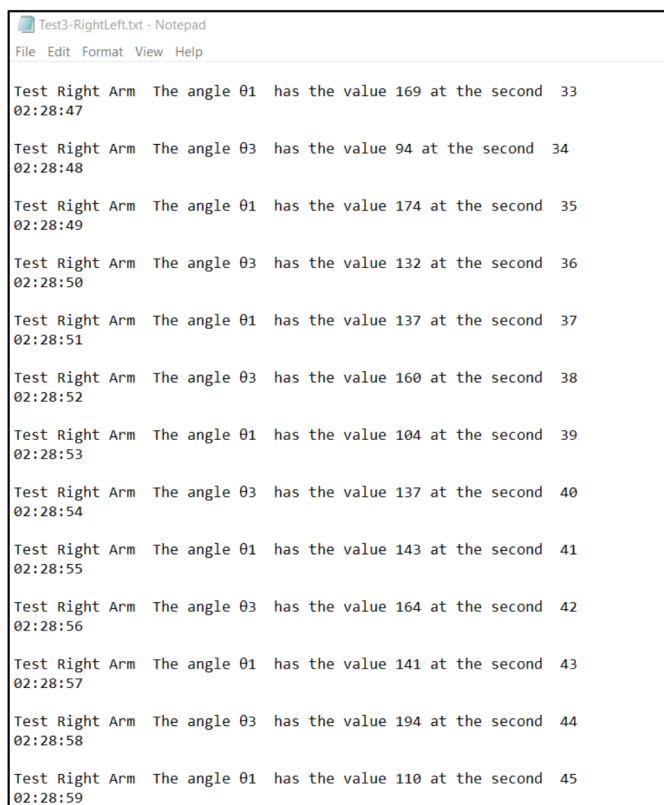 Test3-RightLeft.txt - Notepad
File Edit Format View Help
Test Right Arm  The angle θ1  has the value 169 at the second  33
02:28:47
Test Right Arm  The angle θ3  has the value 94 at the second  34
02:28:48
Test Right Arm  The angle θ1  has the value 174 at the second  35
02:28:49
Test Right Arm  The angle θ3  has the value 132 at the second  36
02:28:50
Test Right Arm  The angle θ1  has the value 137 at the second  37
02:28:51
Test Right Arm  The angle θ3  has the value 160 at the second  38
02:28:52
Test Right Arm  The angle θ1  has the value 104 at the second  39
02:28:53
Test Right Arm  The angle θ3  has the value 137 at the second  40
02:28:54
Test Right Arm  The angle θ1  has the value 143 at the second  41
02:28:55
Test Right Arm  The angle θ3  has the value 164 at the second  42
02:28:56
Test Right Arm  The angle θ1  has the value 141 at the second  43
02:28:57
Test Right Arm  The angle θ3  has the value 194 at the second  44
02:28:58
Test Right Arm  The angle θ1  has the value 110 at the second  45
02:28:59